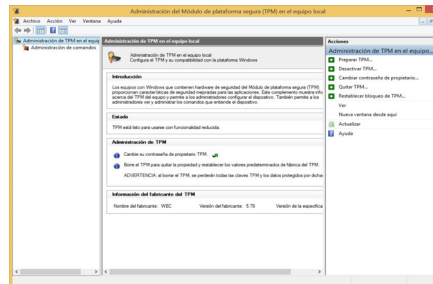 Administración del Módulo de plataforma segura (TPM) en el equipo local
Archivo Acción Ver Ventana Ayuda
Administración de TPM en el equip
Administración de comandos
Administración de TPM en el equipo local
Administración de TPM en el equipo local
Configura el TPM y su compatibilidad con la plataforma Windows
Introducción
Los equipos con Windows que contienen hardware de seguridad del Módulo de plataforma segura (TPM)
proporcionan características de seguridad mejoradas para las aplicaciones. Este complemento muestra info
acerca del TPM del equipo y permite a los administradores configurar el dispositivo. También permite a los
administradores ver y administrar los comandos que entiende el dispositivo.
Estado
TPM está listo para usarse con funcionalidad reducida.
Administración de TPM
Cambie su contraseña de propietario TPM.
Borre el TPM para quitar la propiedad y restablecer los valores predeterminados de fábrica del TPM.
ADVERTENCIA: al borrar el TPM, se perderán todas las claves TPM y los datos protegidos por dichas
Información del fabricante del TPM
Nombre del fabricante: WEC Versión del fabricante: 5.78 Versión de la especifica
Acciones
Administración de TPM en el equipo...
Preparar TPM...
Desactivar TPM...
Cambiar contraseña de propietario...
Quitar TPM...
Restablecer bloqueo de TPM...
Ver
Nueva ventana desde aquí
Actualizar
Ayuda